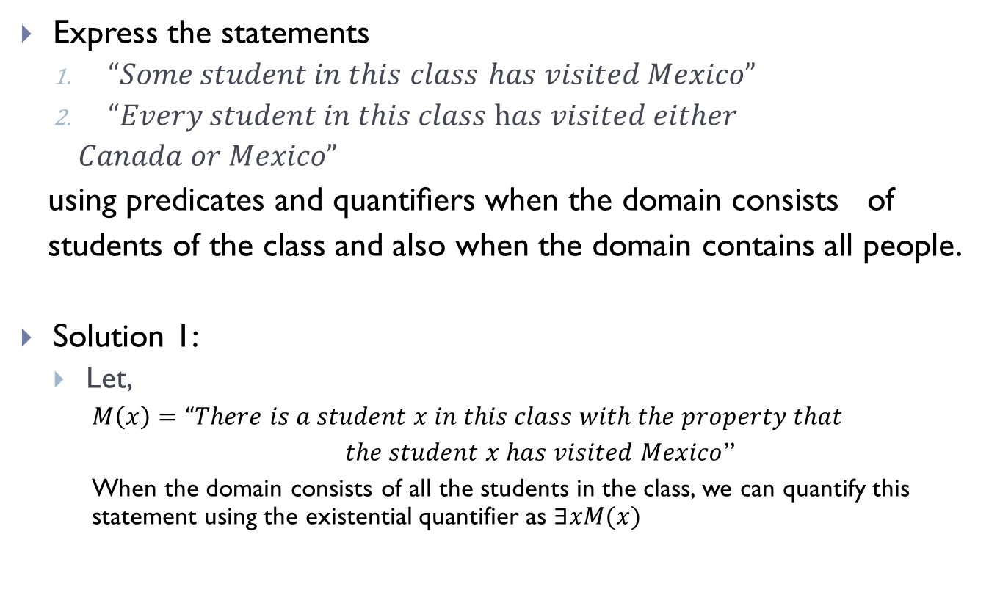 Express the statements
1. “Some student in this class has visited Mexico”
2. “Every student in this class has visited either
Canada or Mexico”
using predicates and quantifiers when the domain consists of
students of the class and also when the domain contains all people.
Solution 1:
Let,
M(x) = “There is a student x in this class with the property that
the student x has visited Mexico”
When the domain consists of all the students in the class, we can quantify this
statement using the existential quantifier as ∃xM(x)